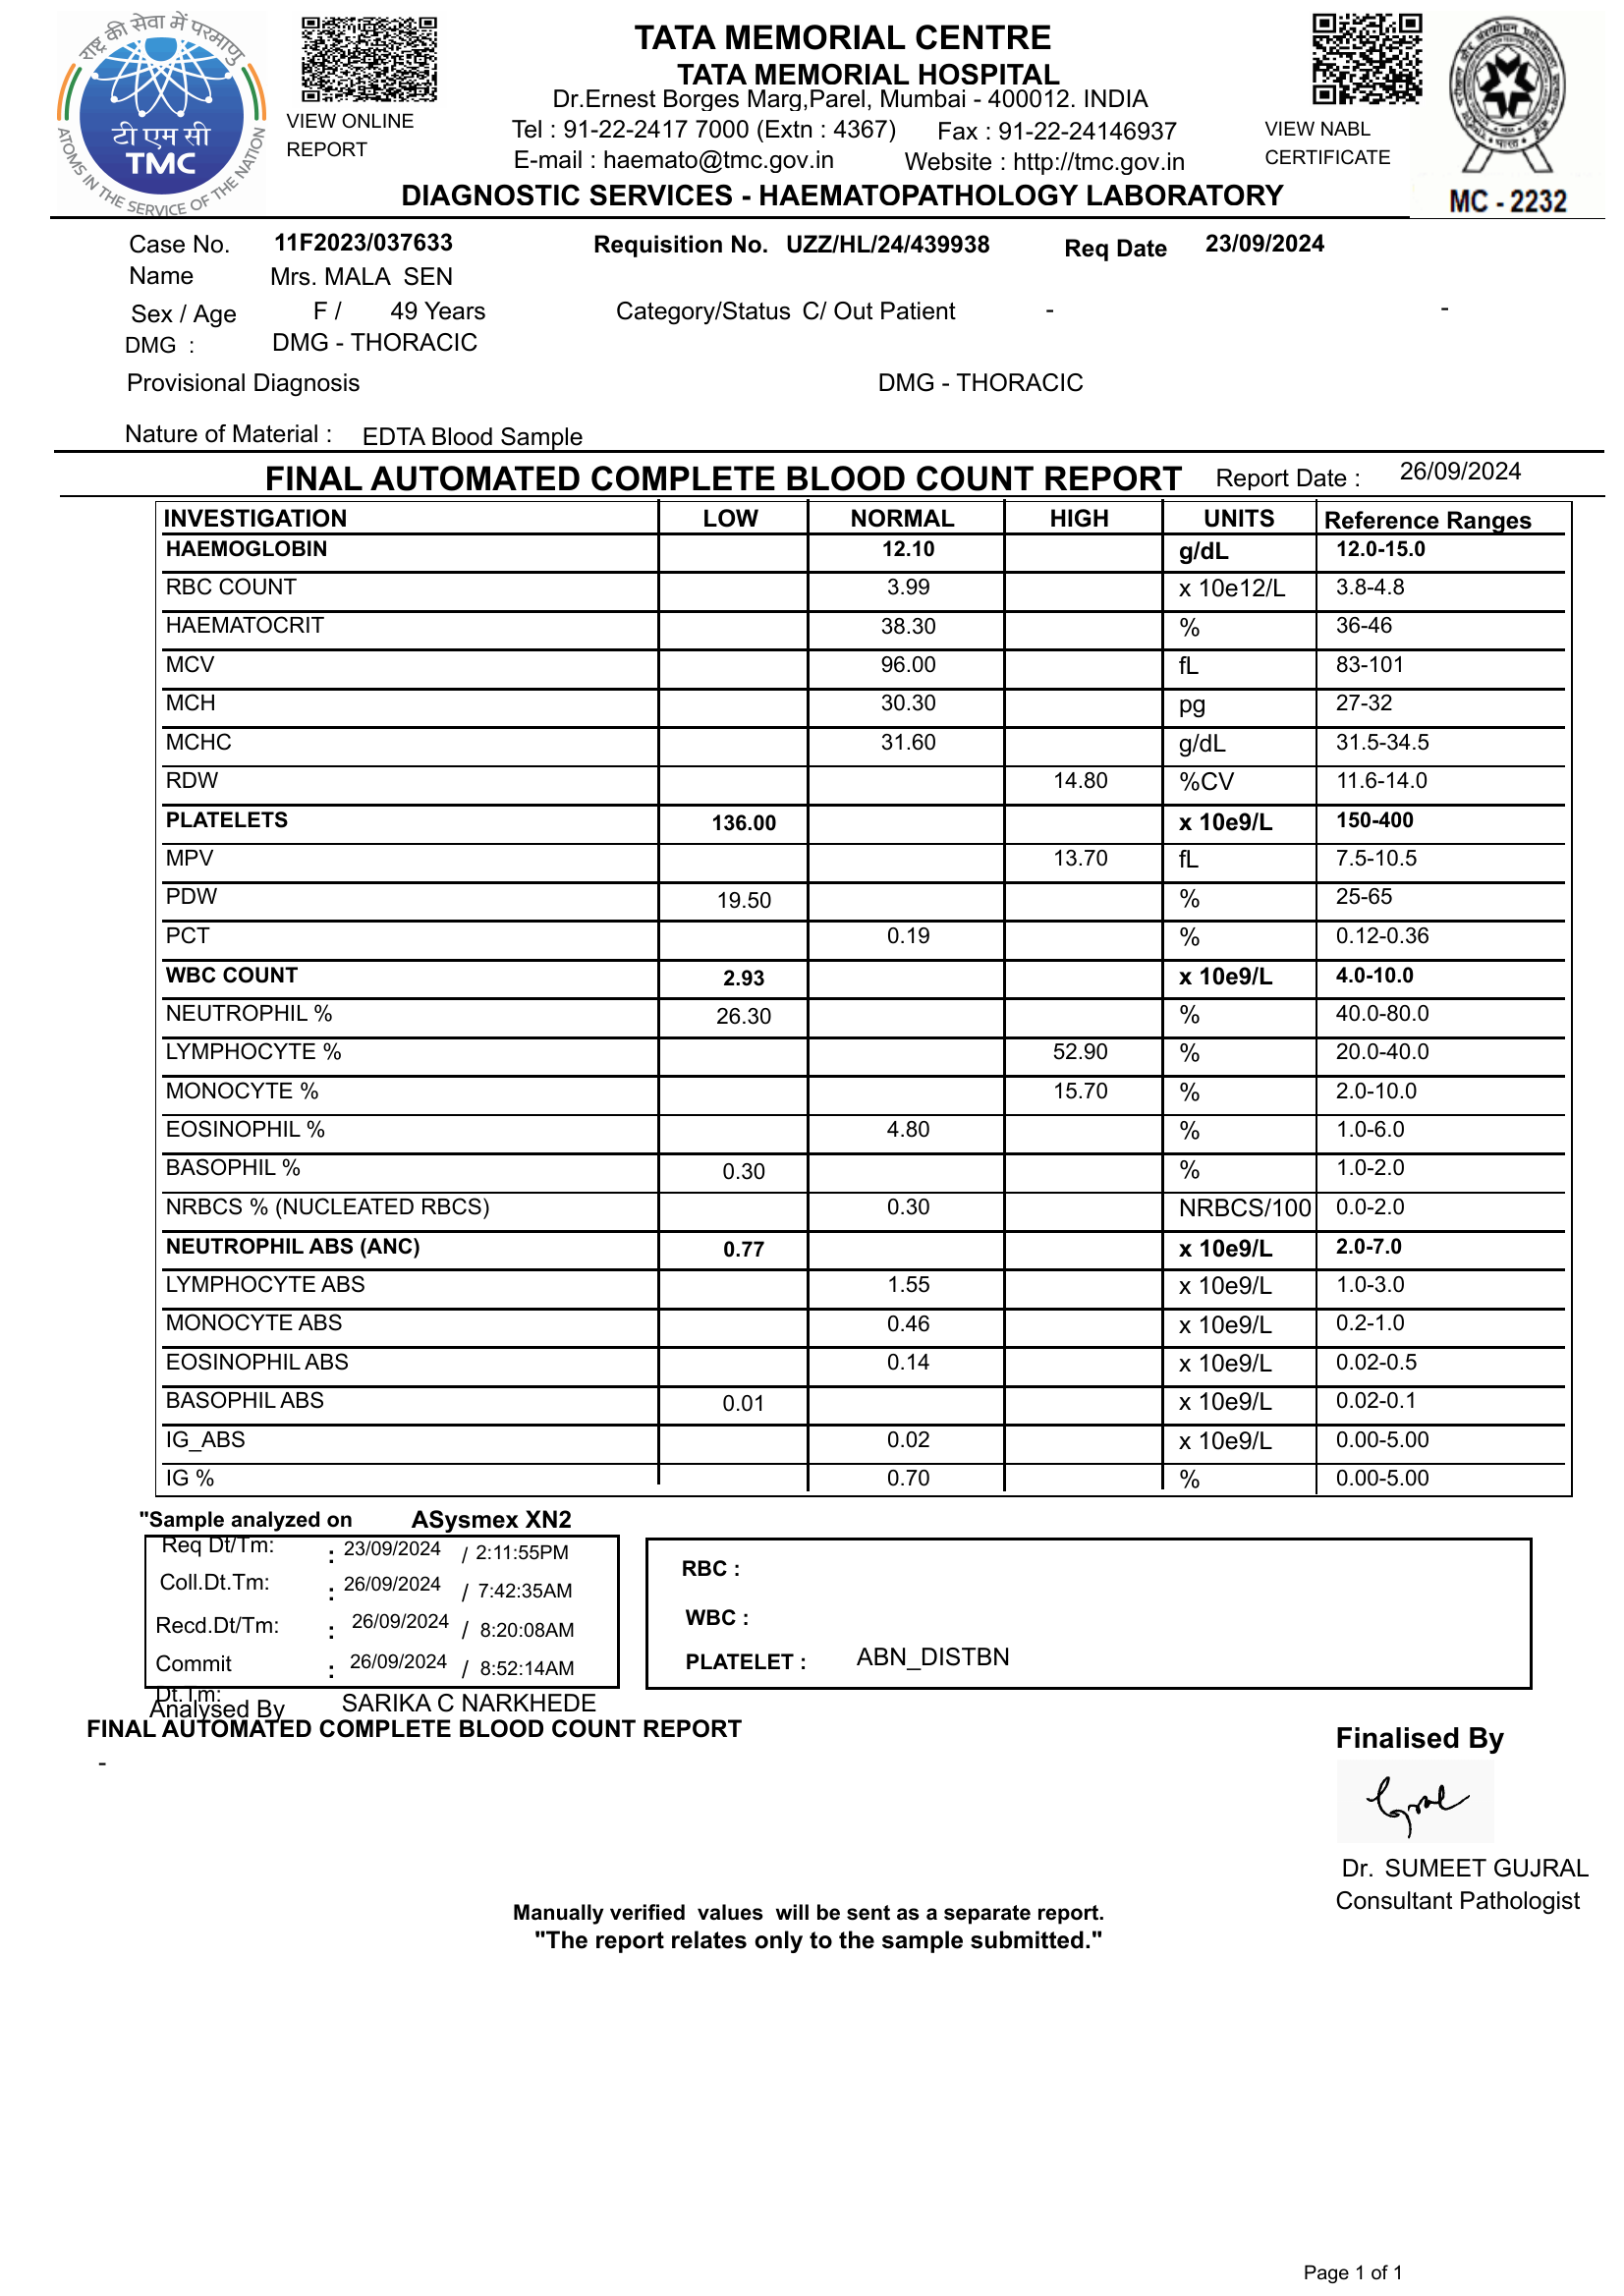 राष्ट्र की सेवा में परमाणु
टी एम सी
TMC
ATOMS IN THE SERVICE OF THE NATION
VIEW ONLINE
REPORT
TATA MEMORIAL CENTRE
TATA MEMORIAL HOSPITAL
Dr.Ernest Borges Marg,Parel, Mumbai - 400012. INDIA
Tel : 91-22-2417 7000 (Extn : 4367) Fax : 91-22-24146937
E-mail : haemato@tmc.gov.in Website : http://tmc.gov.in
DIAGNOSTIC SERVICES - HAEMATOPATHOLOGY LABORATORY
VIEW NABL
CERTIFICATE
MC - 2232
Case No. 11F2023/037633 Requisition No. UZZ/HL/24/439938 Req Date 23/09/2024
Name Mrs. MALA SEN
Sex / Age F / 49 Years Category/Status C/ Out Patient - -
DMG : DMG - THORACIC
Provisional Diagnosis DMG - THORACIC
Nature of Material : EDTA Blood Sample
FINAL AUTOMATED COMPLETE BLOOD COUNT REPORT Report Date : 26/09/2024
INVESTIGATION LOW NORMAL HIGH UNITS Reference Ranges
HAEMOGLOBIN 12.10 g/dL 12.0-15.0
RBC COUNT 3.99 x 10e12/L 3.8-4.8
HAEMATOCRIT 38.30 % 36-46
MCV 96.00 fL 83-101
MCH 30.30 pg 27-32
MCHC 31.60 g/dL 31.5-34.5
RDW 14.80 %CV 11.6-14.0
PLATELETS 136.00 x 10e9/L 150-400
MPV 13.70 fL 7.5-10.5
PDW 19.50 % 25-65
PCT 0.19 % 0.12-0.36
WBC COUNT 2.93 x 10e9/L 4.0-10.0
NEUTROPHIL % 26.30 % 40.0-80.0
LYMPHOCYTE % 52.90 % 20.0-40.0
MONOCYTE % 15.70 % 2.0-10.0
EOSINOPHIL % 4.80 % 1.0-6.0
BASOPHIL % 0.30 % 1.0-2.0
NRBCS % (NUCLEATED RBCS) 0.30 NRBCS/100 0.0-2.0
NEUTROPHIL ABS (ANC) 0.77 x 10e9/L 2.0-7.0
LYMPHOCYTE ABS 1.55 x 10e9/L 1.0-3.0
MONOCYTE ABS 0.46 x 10e9/L 0.2-1.0
EOSINOPHIL ABS 0.14 x 10e9/L 0.02-0.5
BASOPHIL ABS 0.01 x 10e9/L 0.02-0.1
IG_ABS 0.02 x 10e9/L 0.00-5.00
IG % 0.70 % 0.00-5.00
"Sample analyzed on ASysmex XN2
Req Dt/Tm: : 23/09/2024 / 2:11:55PM
Coll.Dt.Tm: : 26/09/2024 / 7:42:35AM
Recd.Dt/Tm: : 26/09/2024 / 8:20:08AM
Commit : 26/09/2024 / 8:52:14AM
Dt.Tm:
RBC :
WBC :
PLATELET : ABN_DISTBN
Analysed By SARIKA C NARKHEDE
FINAL AUTOMATED COMPLETE BLOOD COUNT REPORT
-
Finalised By
Dr. SUMEET GUJRAL
Consultant Pathologist
Manually verified values will be sent as a separate report.
"The report relates only to the sample submitted."
Page 1 of 1